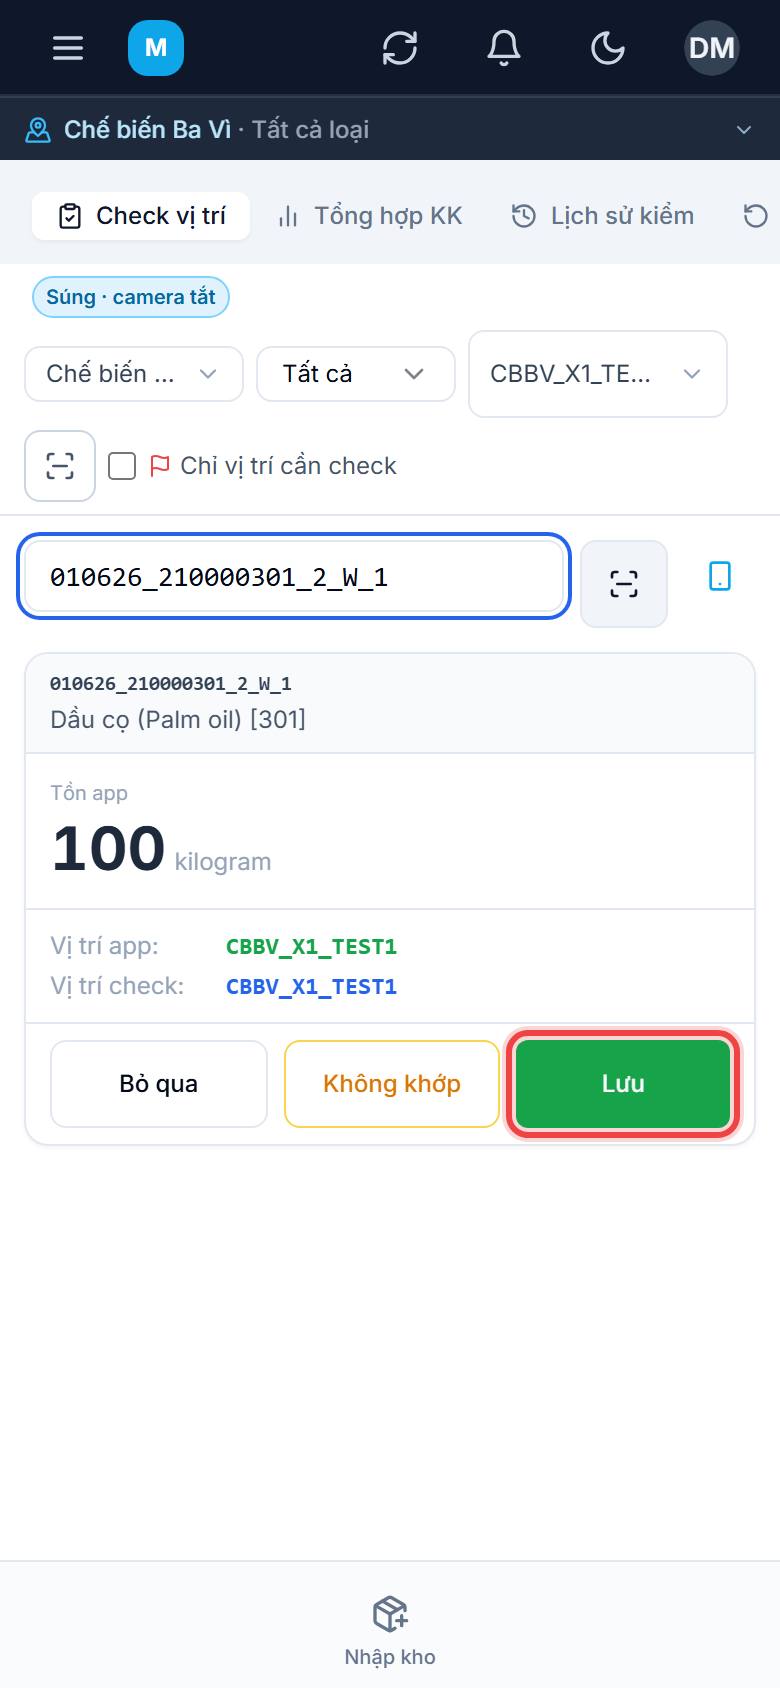 M
DM
Chế biến Ba Vì · Tất cả loại
Check vị trí
Tổng hợp KK
Lịch sử kiểm
Súng · camera tắt
Chế biến ...
Tất cả
CBBV_X1_TE...
Chỉ vị trí cần check
010626_210000301_2_W_1
010626_210000301_2_W_1
Dầu cọ (Palm oil) [301]
Tồn app
100 kilogram
Vị trí app: CBBV_X1_TEST1
Vị trí check: CBBV_X1_TEST1
Bỏ qua
Không khớp
Lưu
Nhập kho